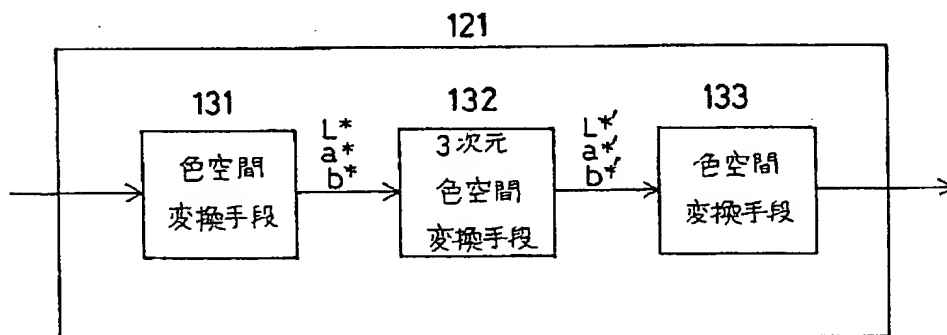 121
131
色空間
変換手段
L*
a*
b*
132
3次元
色空間
変換手段
L*'
a*'
b*'
133
色空間
変換手段